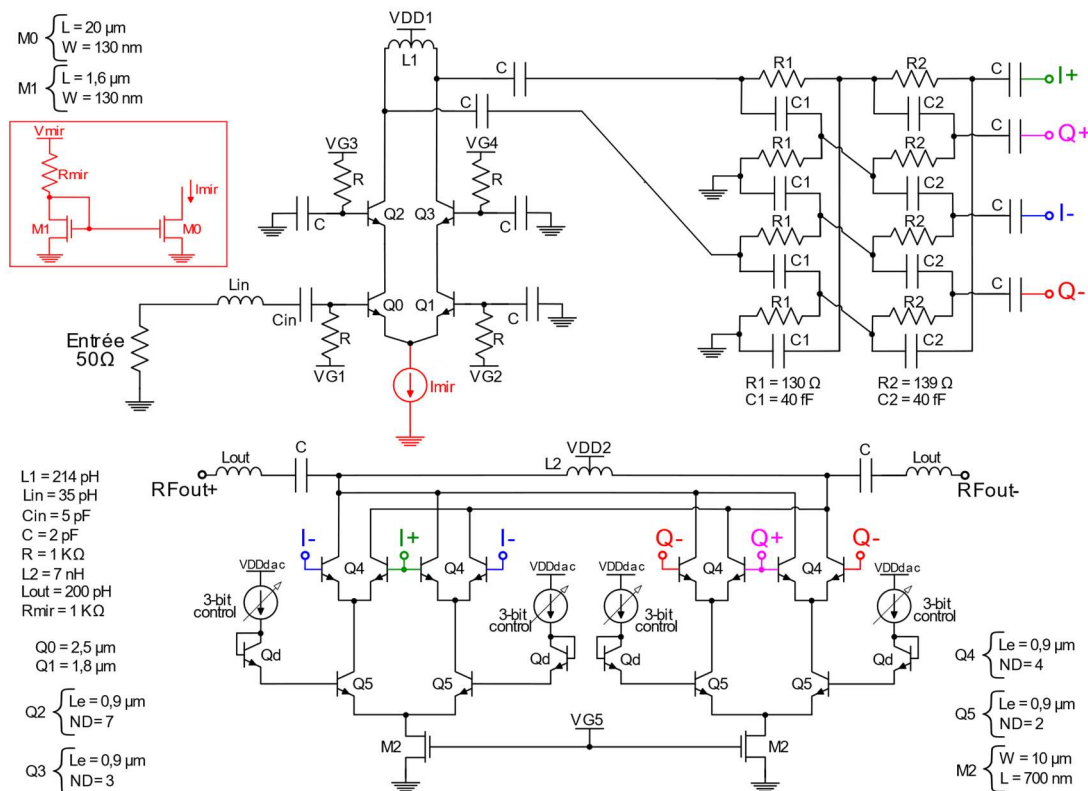 M0 { L = 20 µm
W = 130 nm
M1 { L = 1,6 µm
W = 130 nm
Vmir
Rmir
Imir
M1
M0
VDD1
L1
C
C
VG3
VG4
R
R
C
Q2
Q3
C
Lin
Cin
Q0
Q1
C
R
R
VG1
VG2
Entrée
50Ω
Imir
R1
R2
C
I+
C1
C2
C
Q+
R1
R2
C1
C2
C
I-
R1
R2
C1
C2
C
Q-
R1
R2
C1
C2
R1 = 130 Ω
C1 = 40 fF
R2 = 139 Ω
C2 = 40 fF
Lout
C
RFout+
L2
VDD2
C
Lout
RFout-
L1 = 214 pH
Lin = 35 pH
Cin = 5 pF
C = 2 pF
R = 1 KΩ
L2 = 7 nH
Lout = 200 pH
Rmir = 1 KΩ
Q0 = 2,5 µm
Q1 = 1,8 µm
Q2 { Le = 0,9 µm
ND = 7
Q3 { Le = 0,9 µm
ND = 3
I-
I+
I-
Q-
Q+
Q-
Q4
Q4
Q4
Q4
VDDdac
VDDdac
VDDdac
VDDdac
3-bit
control
3-bit
control
3-bit
control
3-bit
control
Qd
Qd
Qd
Qd
Q5
Q5
Q5
Q5
VG5
M2
M2
Q4 { Le = 0,9 µm
ND = 4
Q5 { Le = 0,9 µm
ND = 2
M2 { W = 10 µm
L = 700 nm